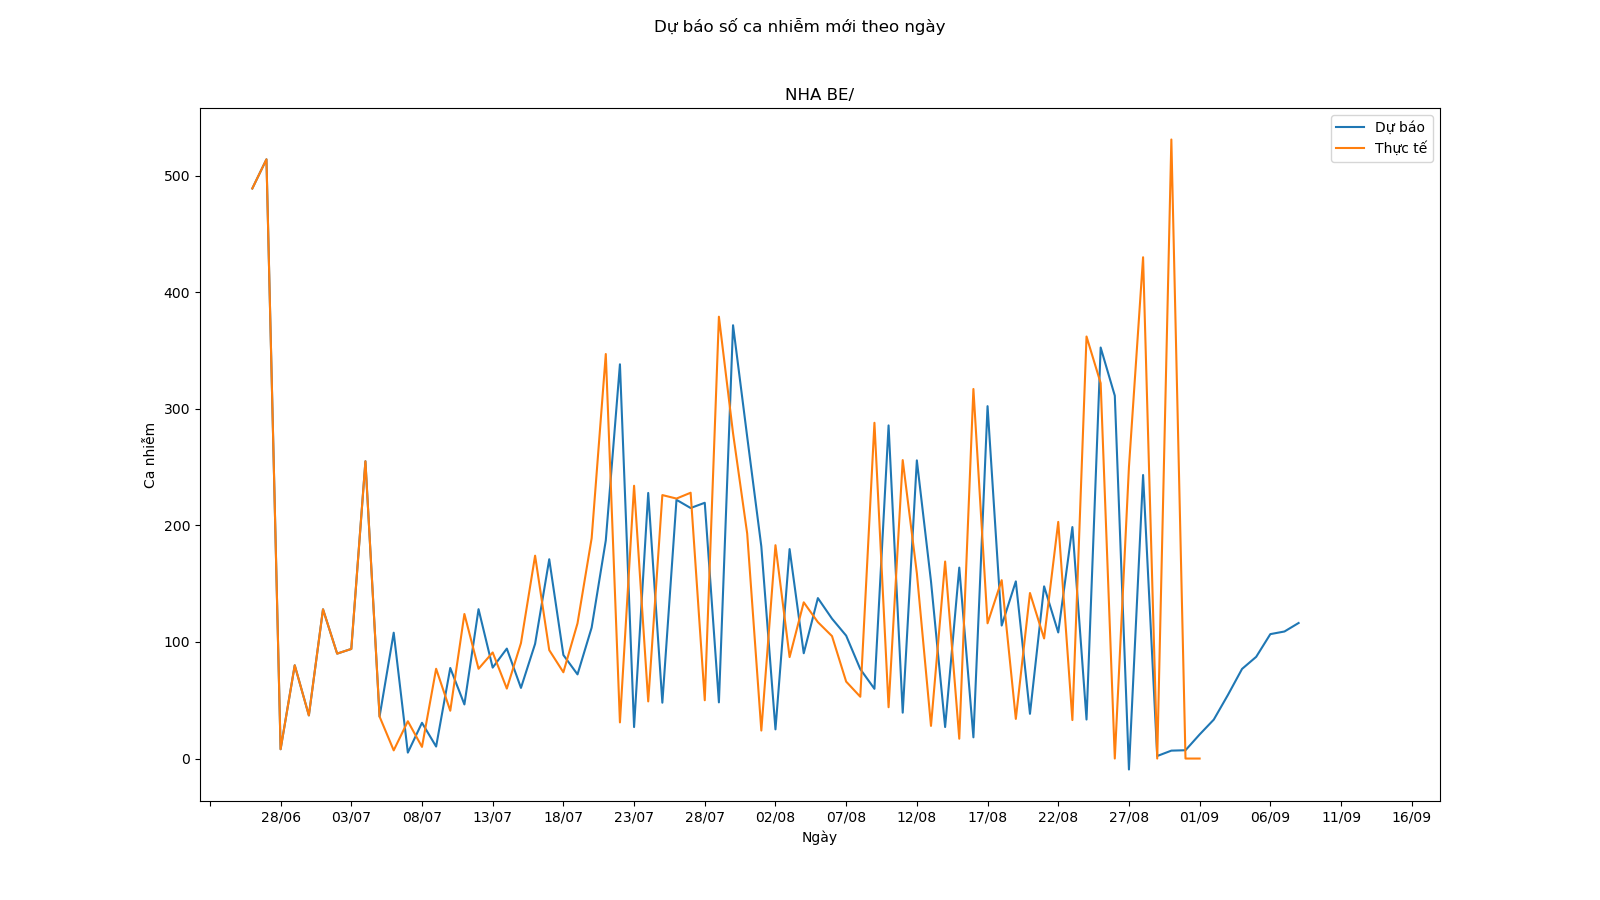 Dự báo số ca nhiễm mới theo ngày
NHA BE/
Dự báo
Thực tế
500
400
300
200
100
0
Ca nhiễm
28/06 03/07 08/07 13/07 18/07 23/07 28/07 02/08 07/08 12/08 17/08 22/08 27/08 01/09 06/09 11/09 16/09
Ngày